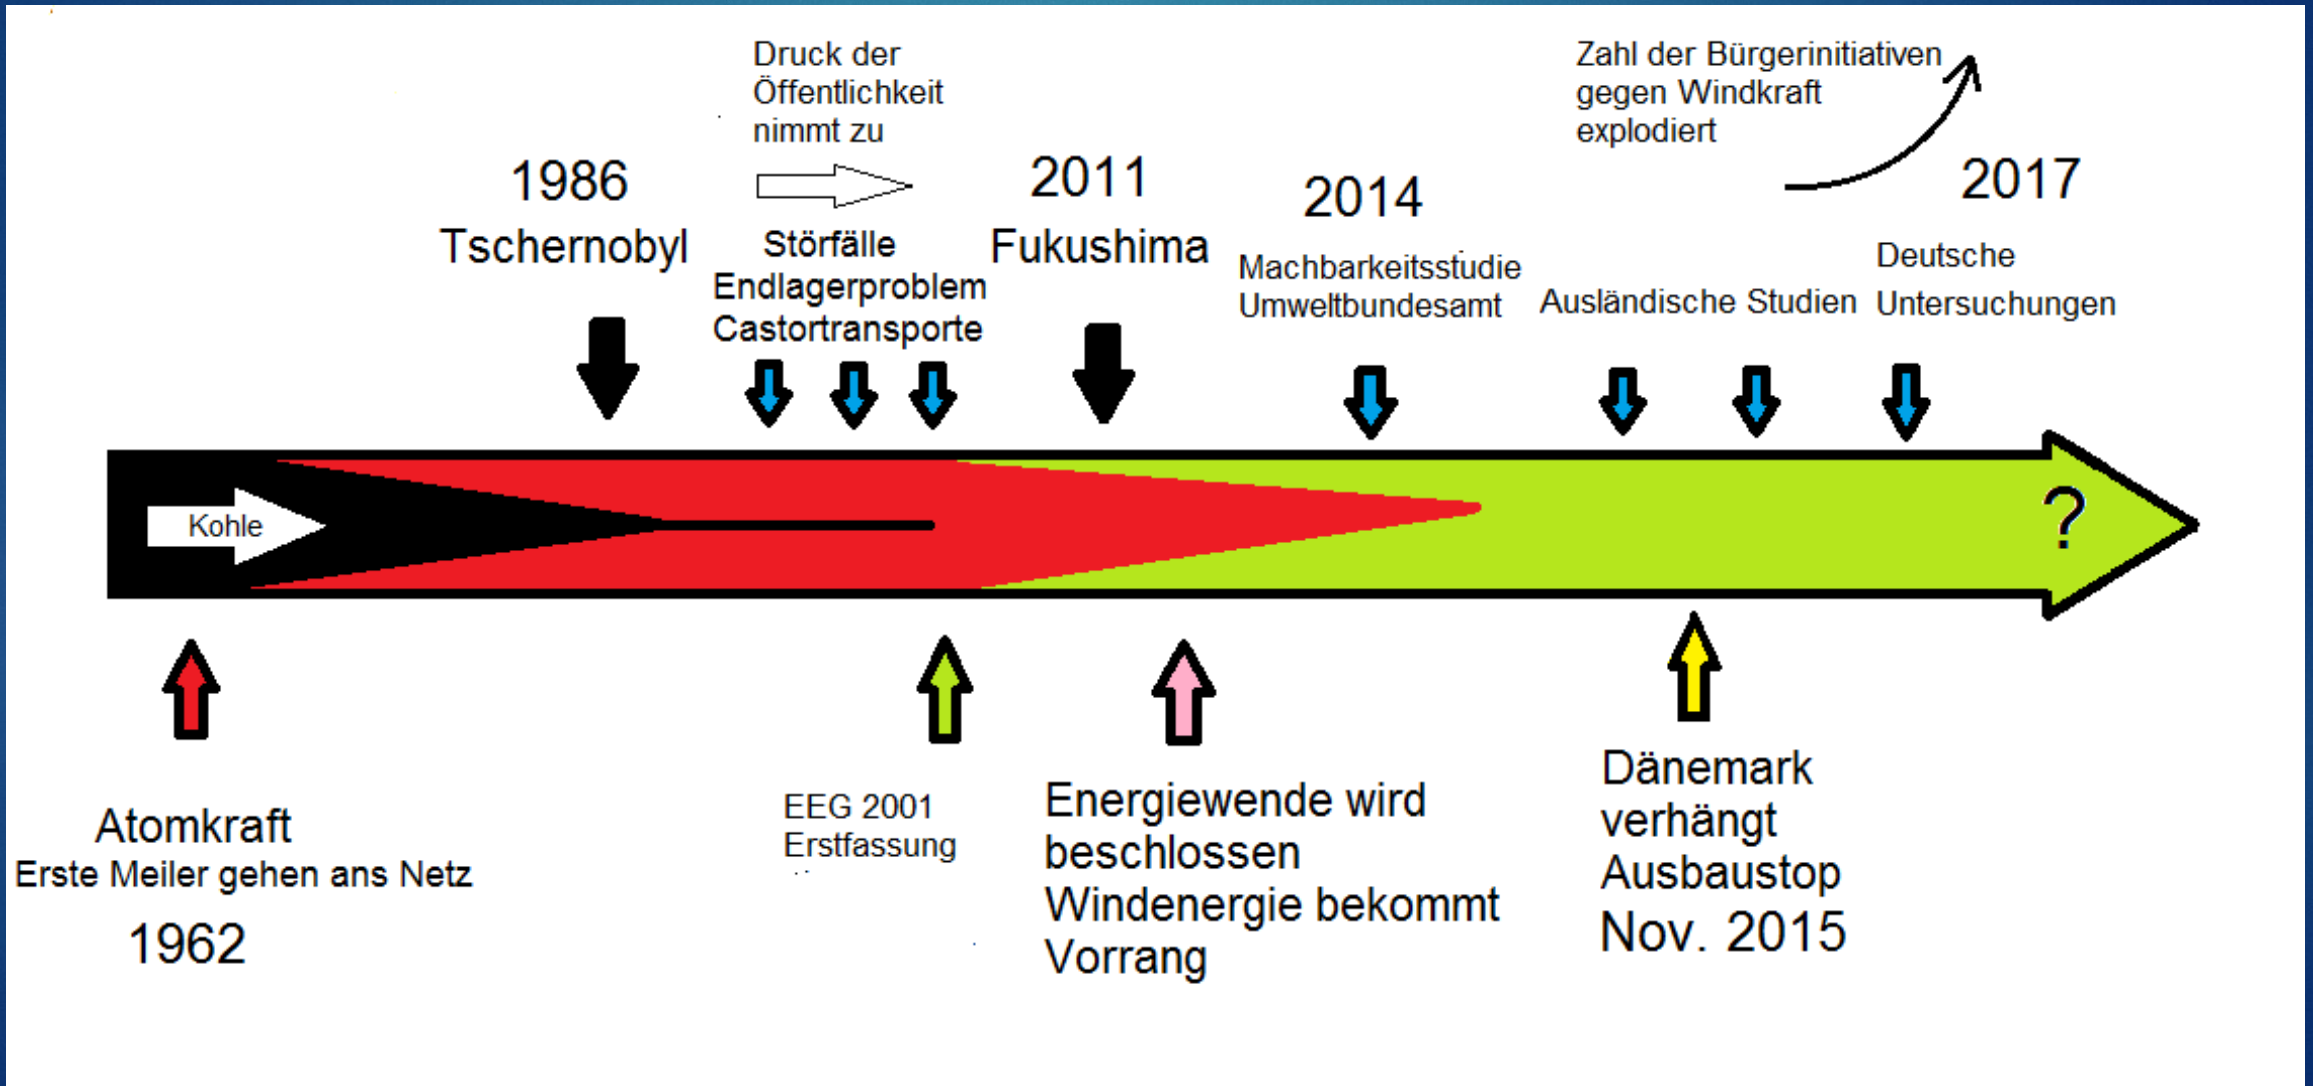 Druck der
Öffentlichkeit
nimmt zu
Zahl der Bürgerinitiativen
gegen Windkraft
explodiert
1986
Tschernobyl
Störfälle
Endlagerproblem
Castortransporte
2011
Fukushima
2014
Machbarkeitsstudie
Umweltbundesamt
Ausländische Studien
2017
Deutsche
Untersuchungen
Kohle
?
Atomkraft
Erste Meiler gehen ans Netz
1962
EEG 2001
Erstfassung
Energiewende wird
beschlossen
Windenergie bekommt
Vorrang
Dänemark
verhängt
Ausbaustop
Nov. 2015